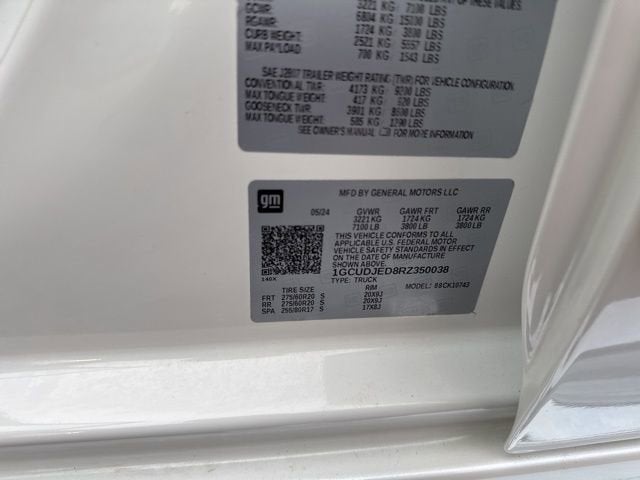 GCWR: 3221 KG / 7100 LBS
RGAWR: 6804 KG / 15000 LBS
CURB WEIGHT: 1724 KG / 3800 LBS
MAX PAYLOAD 2521 KG / 5557 LBS
700 KG / 1543 LBS
SAE J2807 TRAILER WEIGHT RATING (TWR) FOR VEHICLE CONFIGURATION.
CONVENTIONAL TWR: 4173 KG / 9200 LBS
MAX TONGUE WEIGHT 417 KG / 920 LBS
GOOSENECK TWR: 3901 KG / 8600 LBS
MAX TONGUE WEIGHT: 585 KG / 1290 LBS
SEE OWNER'S MANUAL FOR MORE INFORMATION
gm
MFD BY GENERAL MOTORS LLC
05/24 GVWR GAWR FRT GAWR RR
3221 KG 1724 KG 1724 KG
7100 LB 3800 LB 3800 LB
THIS VEHICLE CONFORMS TO ALL
APPLICABLE U.S. FEDERAL MOTOR
VEHICLE SAFETY STANDARDS IN EFFECT
ON THE DATE OF MANUFACTURE
1GCUDJED8RZ350038
TYPE: TRUCK MODEL: 88CK10743
140X
TIRE SIZE RIM
FRT 275/60R20 S 20X9J
RR 275/60R20 S 20X9J
SPA 255/80R17 S 17X8J